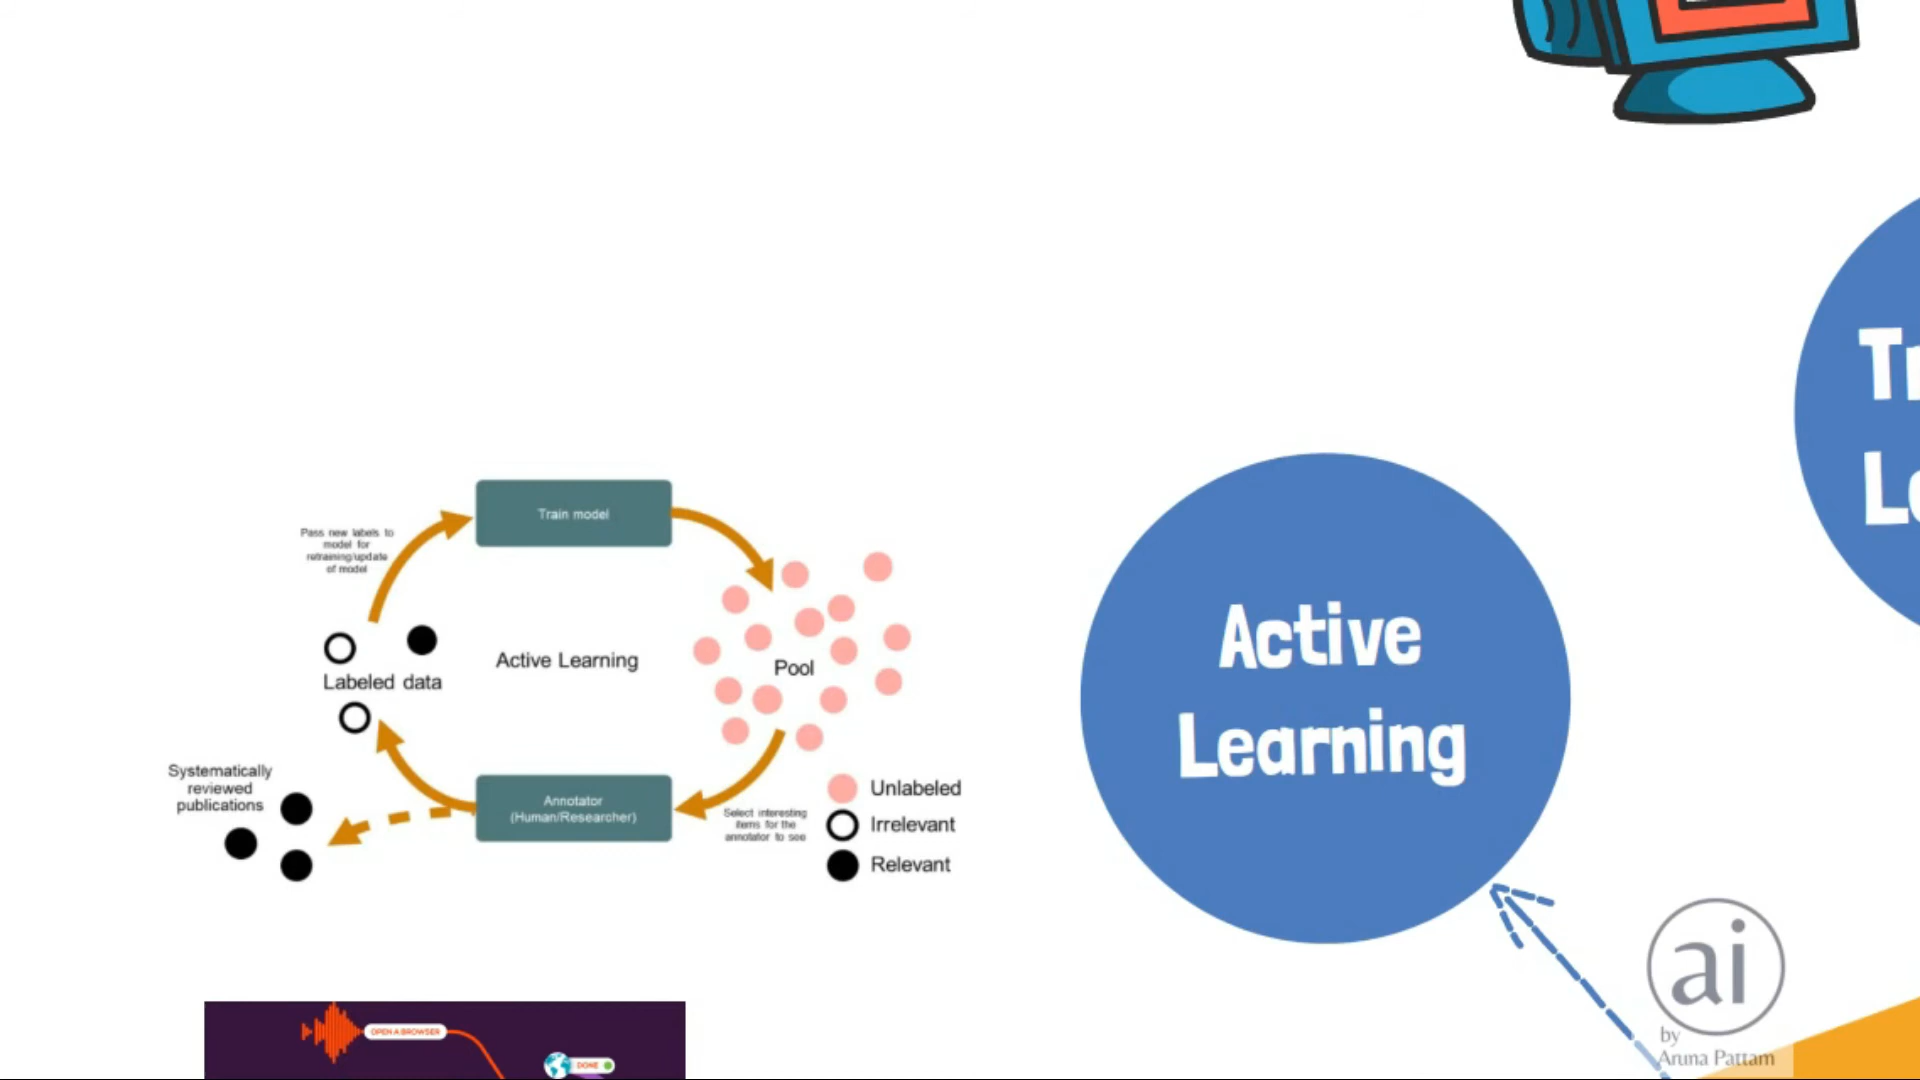 Train model
Pass new labels to
model for
retraining/update
of model
Active Learning
Pool
Labeled data
Systematically
reviewed
publications
Annotator
(Human/Researcher)
Select interesting
items for the
annotator to see
Unlabeled
Irrelevant
Relevant
Active
Learning
OPEN A BROWSER
DONE
ai
by
Aruna Pattam